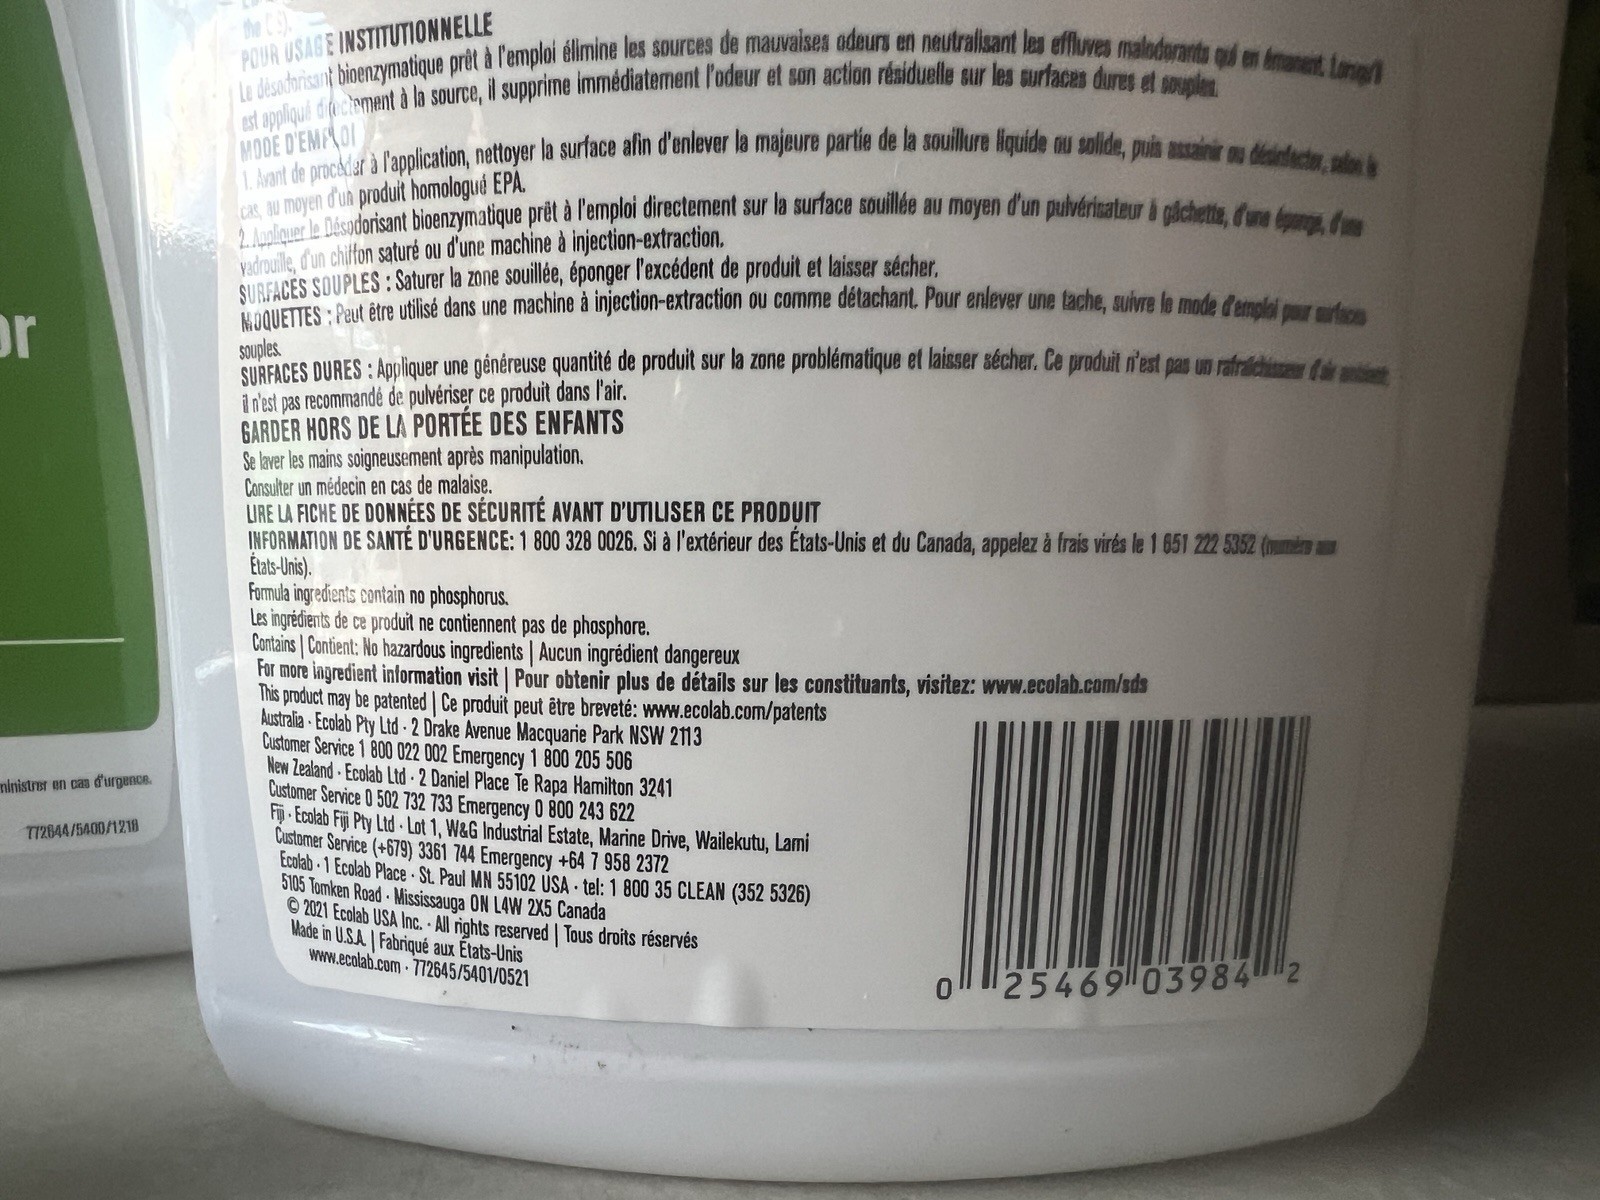 POUR USAGE INSTITUTIONNELLE
Le désodorisant bioenzymatique prêt à l'emploi élimine les sources de mauvaises odeurs en neutralisant les effluves malodorants qui en émanent. Lorsqu'il
est appliqué directement à la source, il supprime immédiatement l'odeur et son action résiduelle sur les surfaces dures et souples.
MODE D'EMPLOI
1. Avant de procéder à l'application, nettoyer la surface afin d'enlever la majeure partie de la souillure liquide ou solide, puis assainir ou désinfecter, selon le
cas, au moyen d'un produit homologué EPA.
2. Appliquer le Désodorisant bioenzymatique prêt à l'emploi directement sur la surface souillée au moyen d'un pulvérisateur à gâchette, d'une éponge, d'une
vadrouille, d'un chiffon saturé ou d'une machine à injection-extraction.
SURFACES SOUPLES : Saturer la zone souillée, éponger l'excédent de produit et laisser sécher.
MOQUETTES : Peut être utilisé dans une machine à injection-extraction ou comme détachant. Pour enlever une tache, suivre le mode d'emploi pour surfaces
souples.
SURFACES DURES : Appliquer une généreuse quantité de produit sur la zone problématique et laisser sécher. Ce produit n'est pas un rafraîchisseur d'air ambiant;
il n'est pas recommandé de pulvériser ce produit dans l'air.
GARDER HORS DE LA PORTÉE DES ENFANTS
Se laver les mains soigneusement après manipulation.
Consulter un médecin en cas de malaise.
LIRE LA FICHE DE DONNÉES DE SÉCURITÉ AVANT D'UTILISER CE PRODUIT
INFORMATION DE SANTÉ D'URGENCE: 1 800 328 0026. Si à l'extérieur des États-Unis et du Canada, appelez à frais virés le 1 651 222 5352 (numéro aux
États-Unis).
Formula ingredients contain no phosphorus.
Les ingrédients de ce produit ne contiennent pas de phosphore.
Contains | Contient: No hazardous ingredients | Aucun ingrédient dangereux
For more ingredient information visit | Pour obtenir plus de détails sur les constituants, visitez: www.ecolab.com/sds
This product may be patented | Ce produit peut être breveté: www.ecolab.com/patents
Australia · Ecolab Pty Ltd · 2 Drake Avenue Macquarie Park NSW 2113
Customer Service 1 800 022 002 Emergency 1 800 205 506
New Zealand · Ecolab Ltd · 2 Daniel Place Te Rapa Hamilton 3241
Customer Service 0 502 732 733 Emergency 0 800 243 622
Fiji · Ecolab Fiji Pty Ltd · Lot 1, W&G Industrial Estate, Marine Drive, Wailekutu, Lami
Customer Service (+679) 3361 744 Emergency +64 7 958 2372
Ecolab · 1 Ecolab Place · St. Paul MN 55102 USA · tel: 1 800 35 CLEAN (352 5326)
5105 Tomken Road · Mississauga ON L4W 2X5 Canada
© 2021 Ecolab USA Inc. · All rights reserved | Tous droits réservés
Made in U.S.A. | Fabriqué aux États-Unis
www.ecolab.com · 772645/5401/0521
0 25469 03984 2
or
ministrer en cas d'urgence.
772644/5400/1218